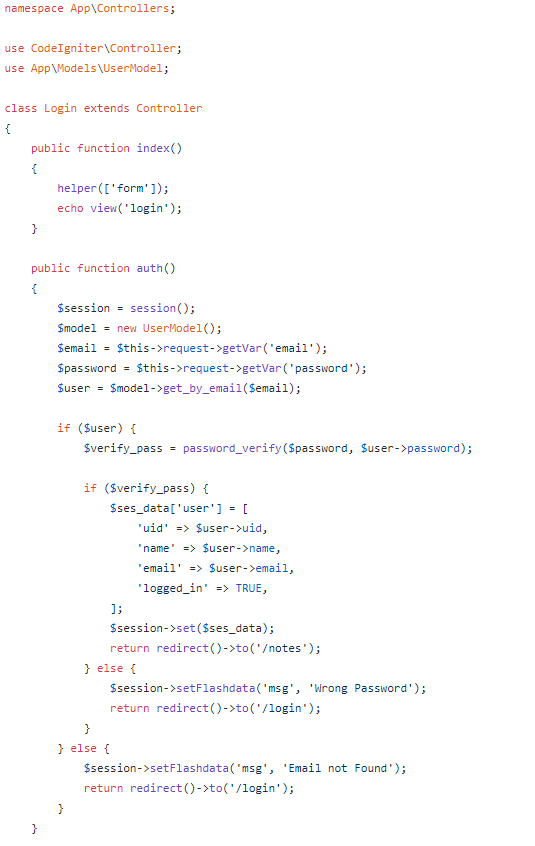 namespace App\Controllers;

use CodeIgniter\Controller;
use App\Models\UserModel;

class Login extends Controller
{
    public function index()
    {
        helper(['form']);
        echo view('login');
    }

    public function auth()
    {
        $session = session();
        $model = new UserModel();
        $email = $this->request->getVar('email');
        $password = $this->request->getVar('password');
        $user = $model->get_by_email($email);

        if ($user) {
            $verify_pass = password_verify($password, $user->password);

            if ($verify_pass) {
                $ses_data['user'] = [
                    'uid' => $user->uid,
                    'name' => $user->name,
                    'email' => $user->email,
                    'logged_in' => TRUE,
                ];
                $session->set($ses_data);
                return redirect()->to('/notes');
            } else {
                $session->setFlashdata('msg', 'Wrong Password');
                return redirect()->to('/login');
            }
        } else {
            $session->setFlashdata('msg', 'Email not Found');
            return redirect()->to('/login');
        }
    }